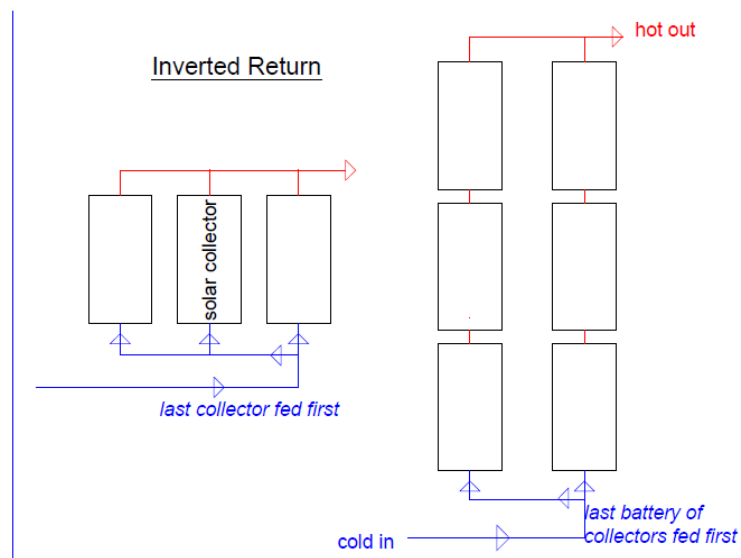 Inverted Return
hot out
solar collector
last collector fed first
last battery of
collectors fed first
cold in